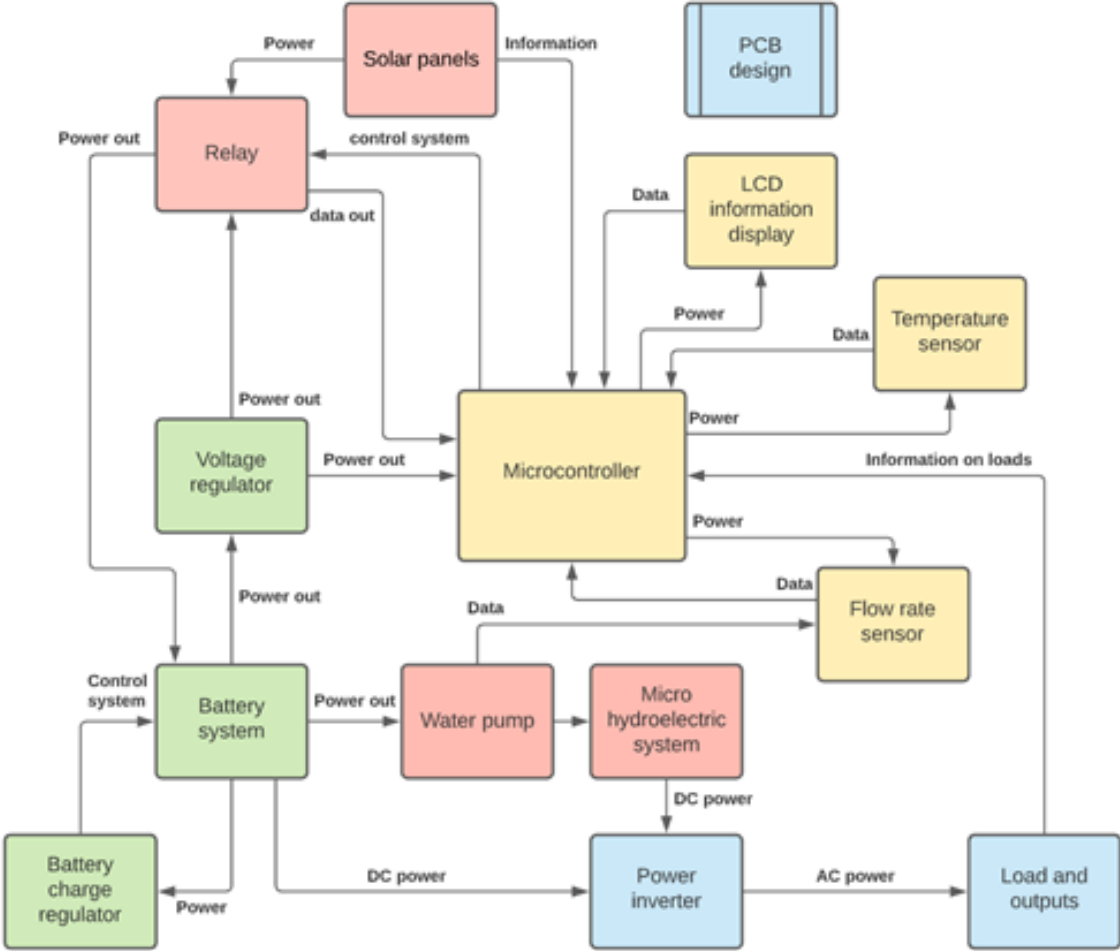 Power
Solar panels
Information
PCB
design
Power out
Relay
control system
data out
Data
LCD
information
display
Power
Temperature
sensor
Data
Power out
Power
Voltage
regulator
Power out
Microcontroller
Information on loads
Power
Power out
Data
Data
Flow rate
sensor
Control
system
Battery
system
Power out
Water pump
Micro
hydroelectric
system
DC power
Battery
charge
regulator
Power
DC power
Power
inverter
AC power
Load and
outputs